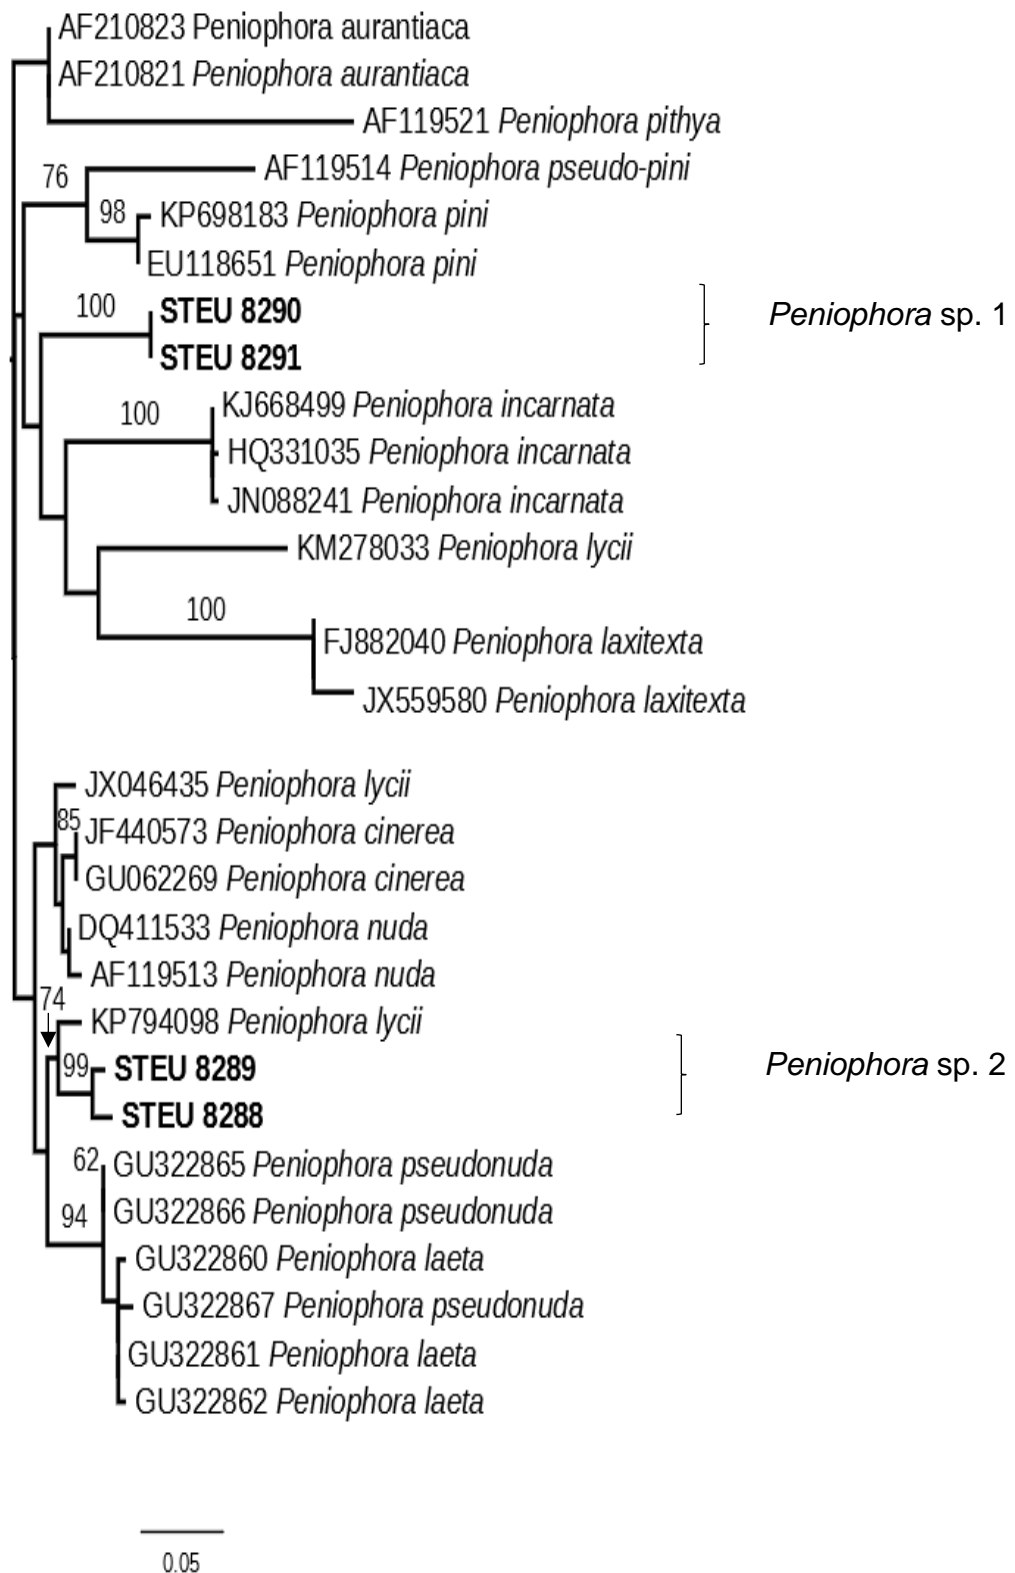 AF210823 Peniophora aurantiaca
AF210821 Peniophora aurantiaca
AF119521 Peniophora pithya
76
AF119514 Peniophora pseudo-pini
98
KP698183 Peniophora pini
EU118651 Peniophora pini
100
STEU 8290
Peniophora sp. 1
STEU 8291
100
KJ668499 Peniophora incarnata
HQ331035 Peniophora incarnata
JN088241 Peniophora incarnata
KM278033 Peniophora lycii
100
FJ882040 Peniophora laxitexta
JX559580 Peniophora laxitexta
JX046435 Peniophora lycii
85
JF440573 Peniophora cinerea
GU062269 Peniophora cinerea
DQ411533 Peniophora nuda
AF119513 Peniophora nuda
74
KP794098 Peniophora lycii
99
STEU 8289
Peniophora sp. 2
STEU 8288
62
GU322865 Peniophora pseudonuda
94
GU322866 Peniophora pseudonuda
GU322860 Peniophora laeta
GU322867 Peniophora pseudonuda
GU322861 Peniophora laeta
GU322862 Peniophora laeta
0.05